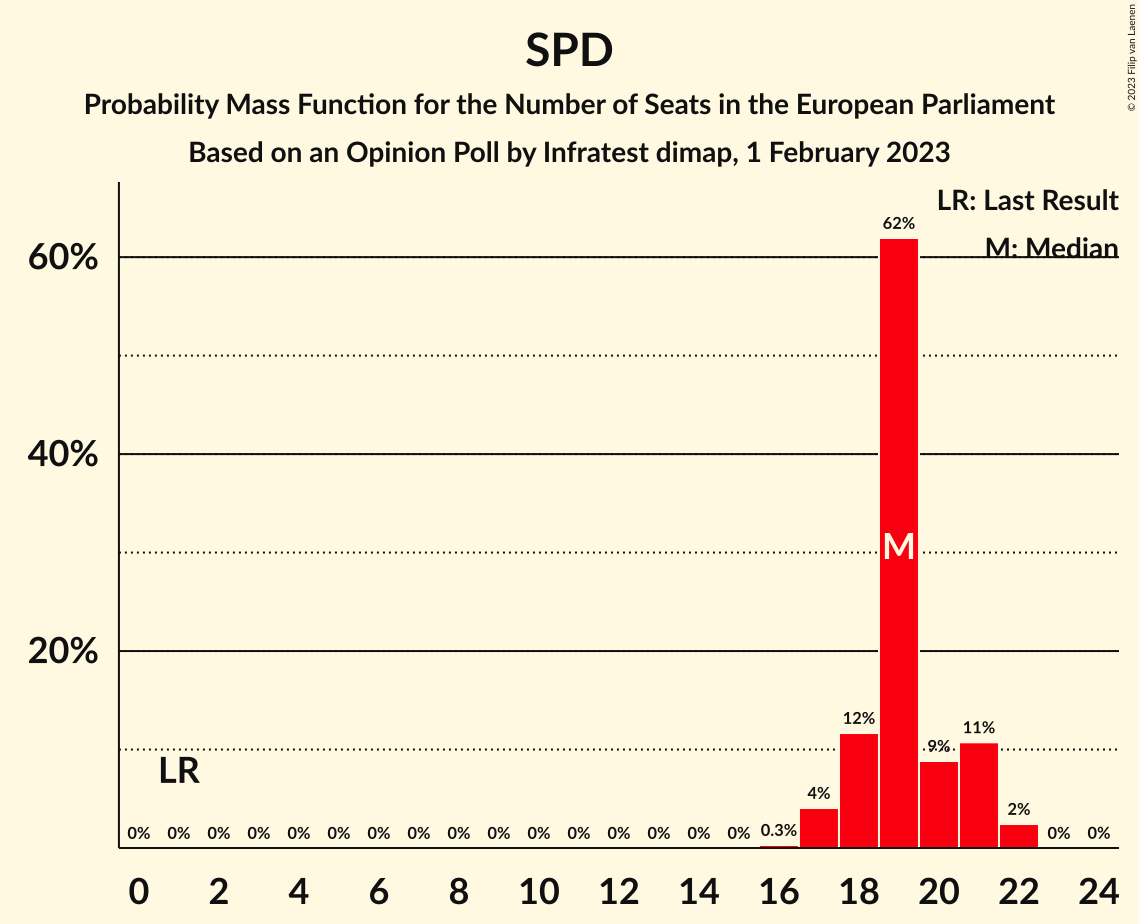 SPD
Probability Mass Function for the Number of Seats in the European Parliament
Based on an Opinion Poll by Infratest dimap, 1 February 2023
© 2023 Filip van Laenen
LR: Last Result
M: Median
62%
60%
40%
M
20%
12%
11%
9%
LR
4%
2%
0% 0% 0% 0% 0% 0% 0% 0% 0% 0% 0% 0% 0% 0% 0% 0% 0.3% 0% 0%
0 2 4 6 8 10 12 14 16 18 20 22 24